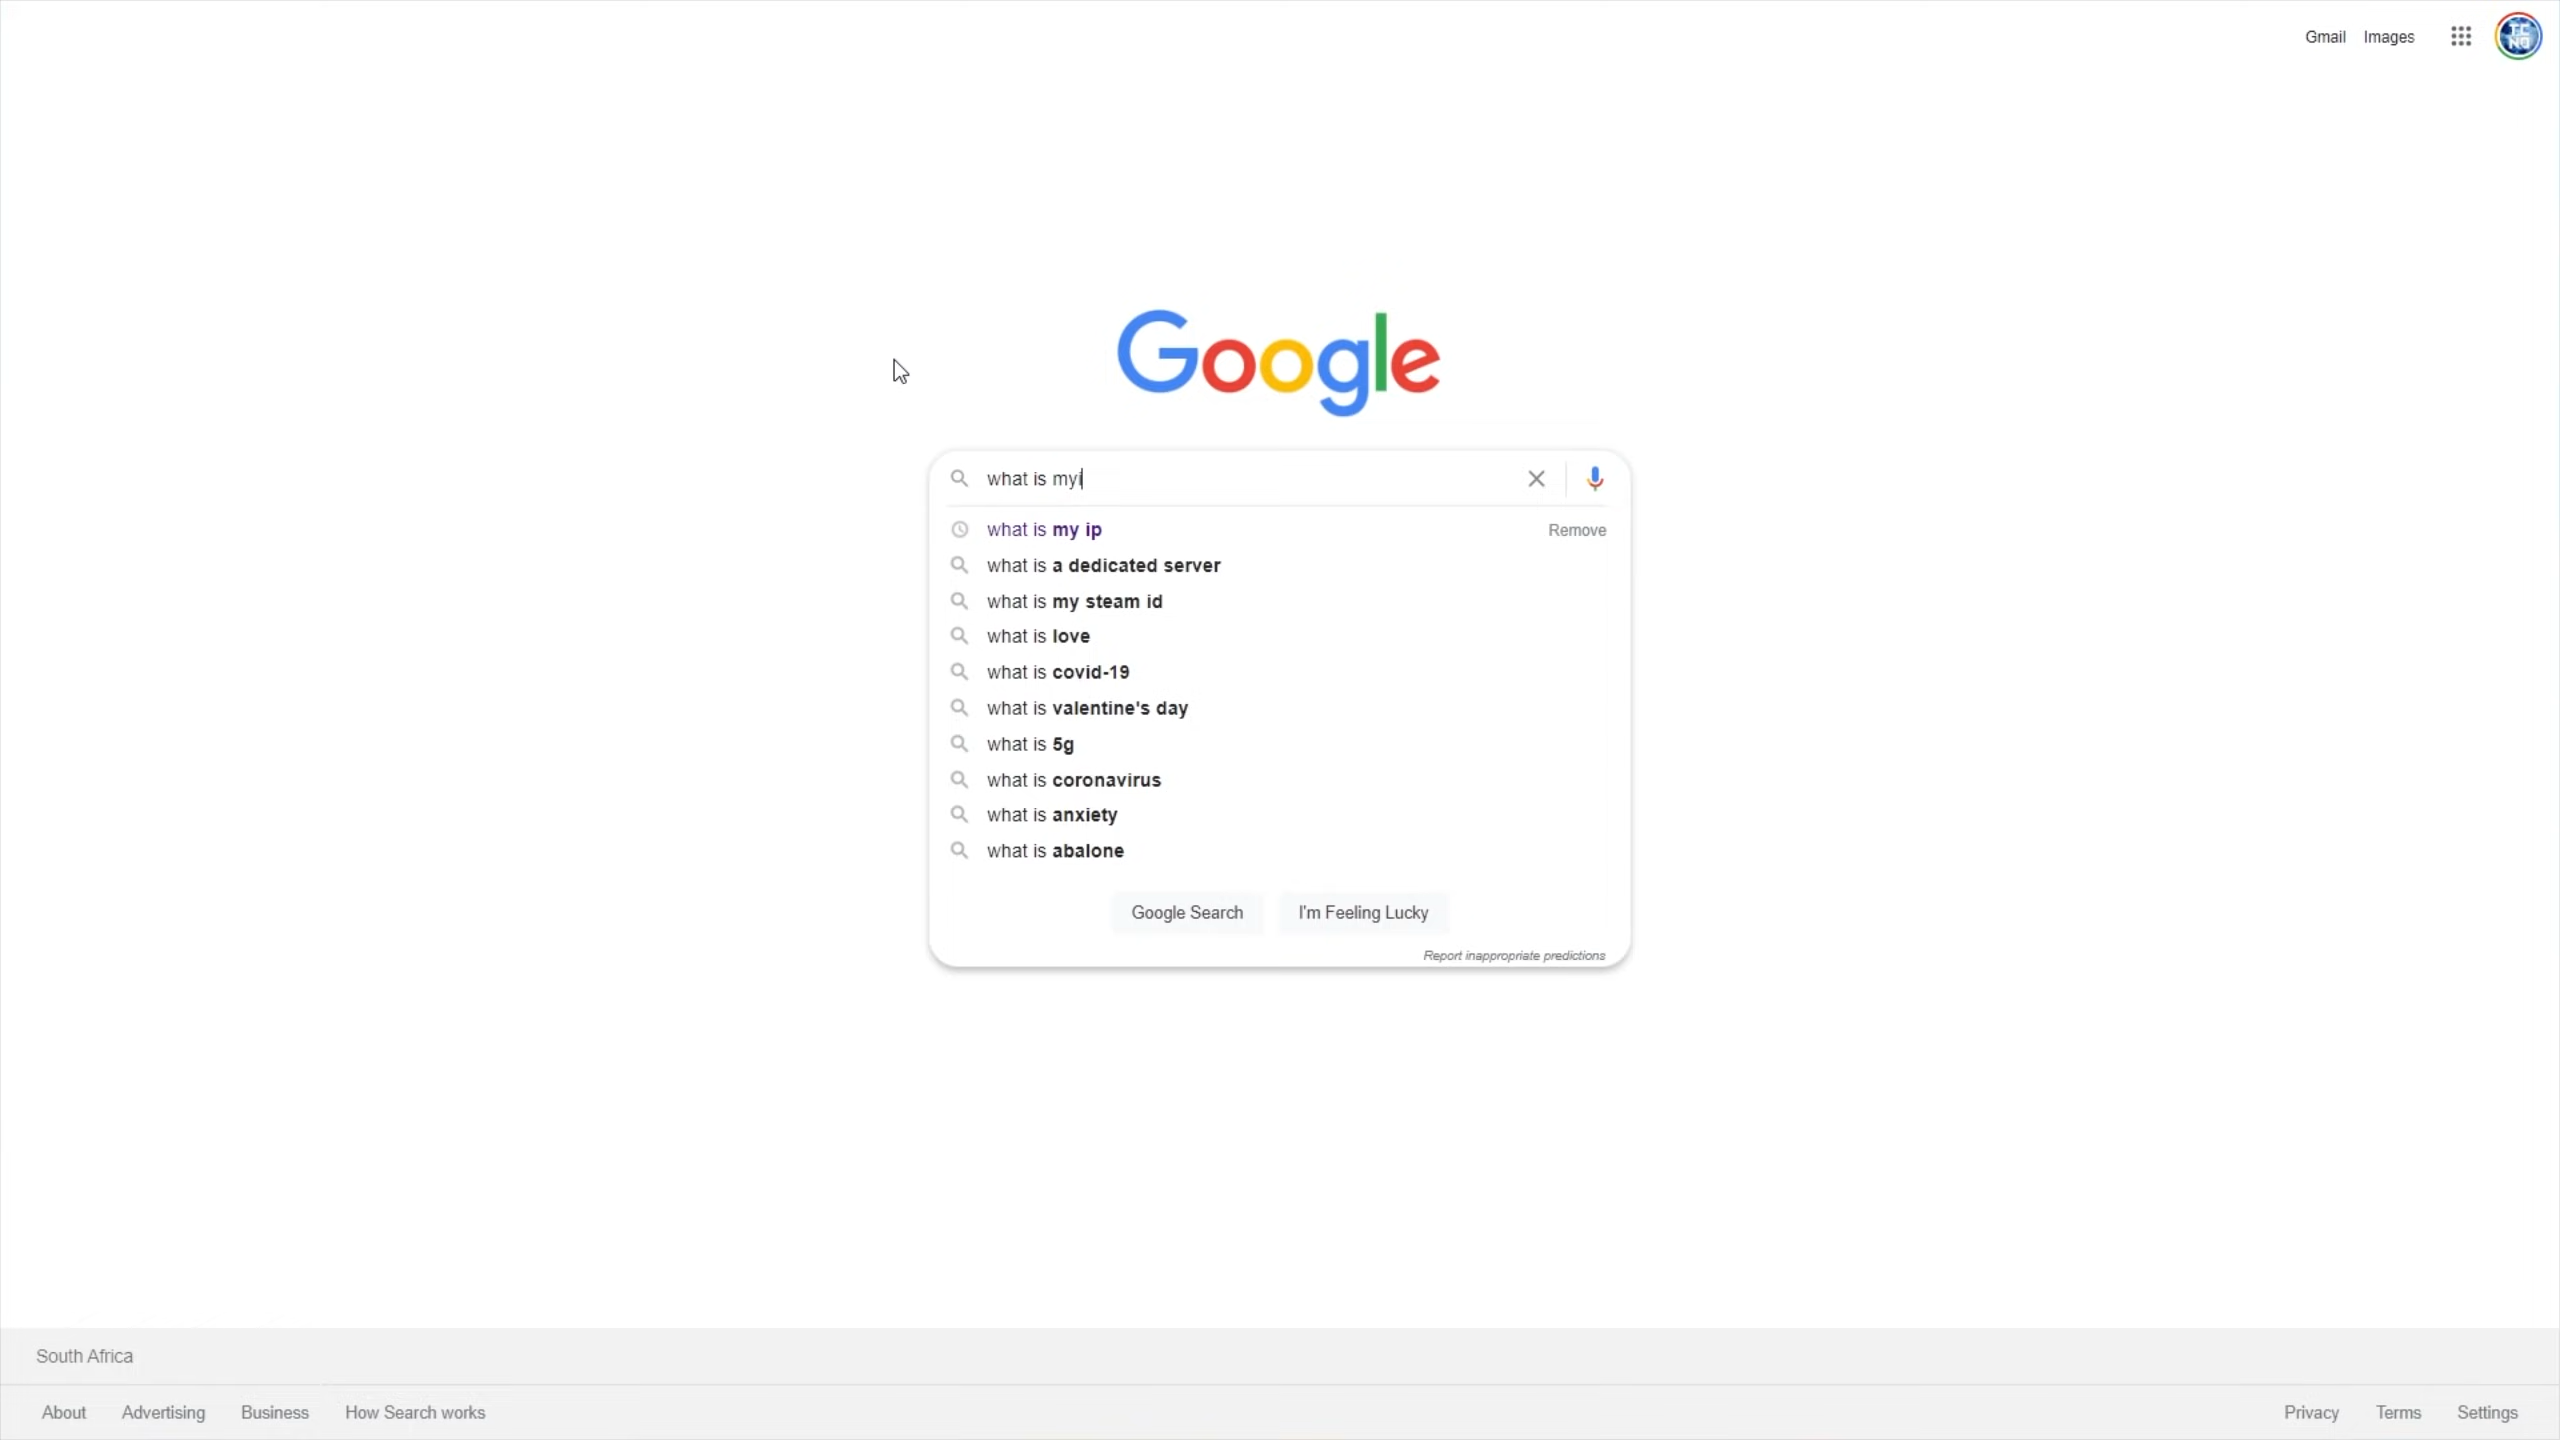 Gmail Images
Google
what is myi
what is my ip Remove
what is a dedicated server
what is my steam id
what is love
what is covid-19
what is valentine's day
what is 5g
what is coronavirus
what is anxiety
what is abalone
Google Search I'm Feeling Lucky
Report inappropriate predictions
South Africa
About Advertising Business How Search works Privacy Terms Settings